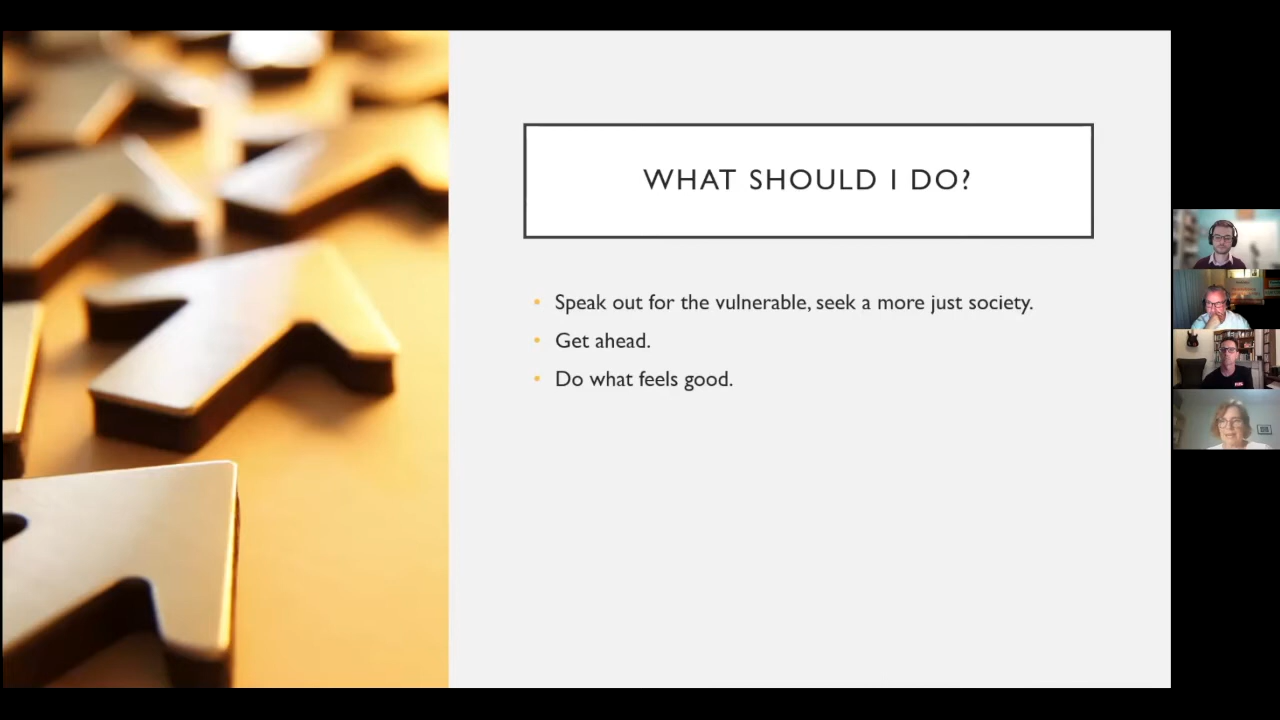 WHAT SHOULD I DO?
• Speak out for the vulnerable, seek a more just society.
• Get ahead.
• Do what feels good.